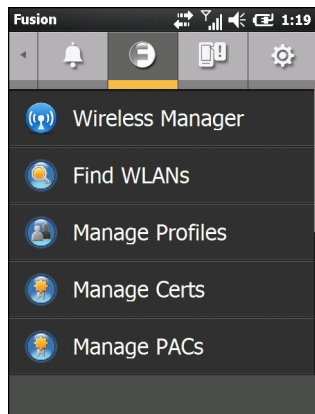 Fusion 1:19
Wireless Manager
Find WLANs
Manage Profiles
Manage Certs
Manage PACs